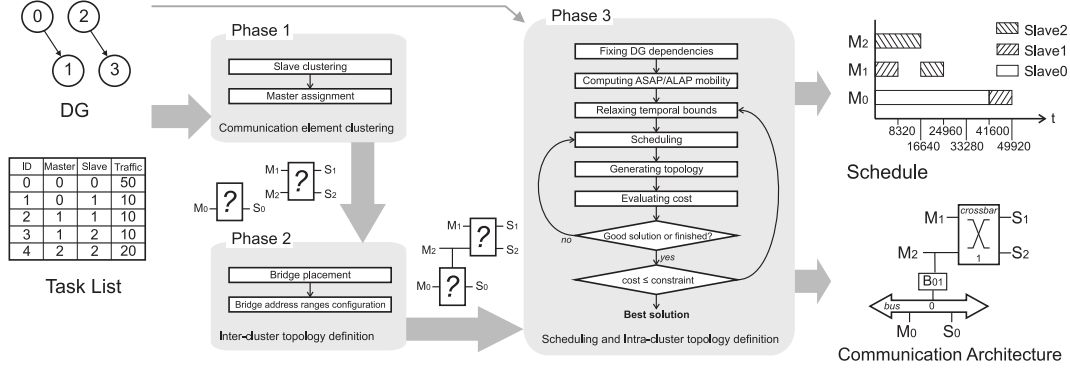 0 2
1 3
DG
ID Master Slave Traffic
0 0 0 50
1 0 1 10
2 1 1 10
3 1 2 10
4 2 2 20
Task List
Phase 1
Slave clustering
Master assignment
Communication element clustering
M1 S1
M2 ? S2
M0 ? S0
Phase 2
Bridge placement
Bridge address ranges configuration
Inter-cluster topology definition
M1 ? S1
M2 S2
M0 ? S0
Phase 3
Fixing DG dependencies
Computing ASAP/ALAP mobility
Relaxing temporal bounds
Scheduling
Generating topology
Evaluating cost
Good solution or finished?
no
yes
cost ≤ constraint
Best solution
Scheduling and Intra-cluster topology definition
M2
M1
M0
Slave2
Slave1
Slave0
t
8320 24960 41600
16640 33280 49920
Schedule
crossbar
M1 S1
M2 S2
1
B01
bus 0
M0 S0
Communication Architecture